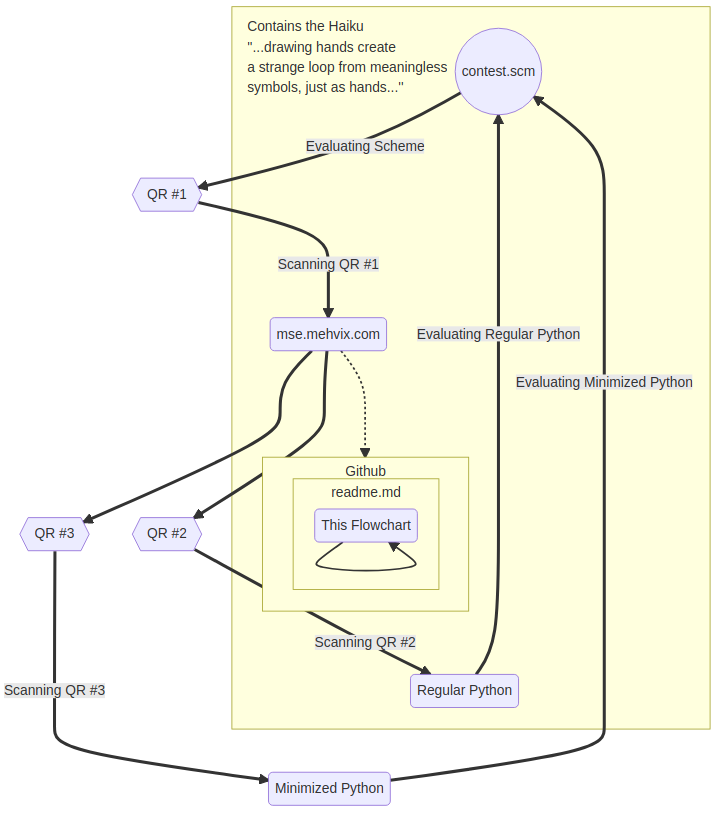 Contains the Haiku
"...drawing hands create
a strange loop from meaningless
symbols, just as hands..."
contest.scm
Evaluating Scheme
QR #1
Scanning QR #1
mse.mehvix.com
Evaluating Regular Python
Evaluating Minimized Python
Github
readme.md
This Flowchart
QR #3
QR #2
Scanning QR #2
Scanning QR #3
Regular Python
Minimized Python